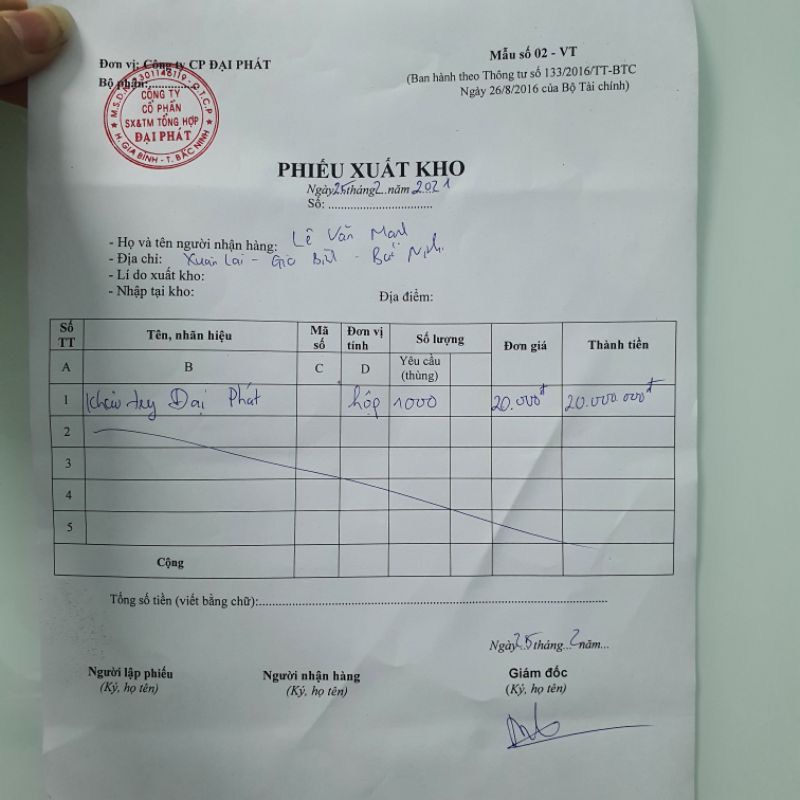 Đơn vị: Công ty CP ĐẠI PHÁT
Bộ phận:..............
Mẫu số 02 - VT
(Ban hành theo Thông tư số 133/2016/TT-BTC
Ngày 26/8/2016 của Bộ Tài chính)
CÔNG TY
CỔ PHẦN
SX&TM TỔNG HỢP
ĐẠI PHÁT
H. GIA BÌNH - T. BẮC NINH
PHIẾU XUẤT KHO
Ngày 25 tháng 2 năm 2021
Số: ................................
- Họ và tên người nhận hàng: Lê Văn
- Địa chỉ: Xuân Lai - Gia Bình - Bắc Ninh
- Lí do xuất kho:
- Nhập tại kho: Địa điểm:
Số TT Tên, nhãn hiệu Mã số Đơn vị tính Số lượng Đơn giá Thành tiền
A B C D Yêu cầu (thùng)
1 Khẩu trang Đại Phát hộp 1000 20.000đ 20.000.000đ
2
3
4
5
Cộng
Tổng số tiền (viết bằng chữ):................................
Ngày 25 tháng 2 năm...
Người lập phiếu Người nhận hàng Giám đốc
(Ký, họ tên) (Ký, họ tên) (Ký, họ tên)